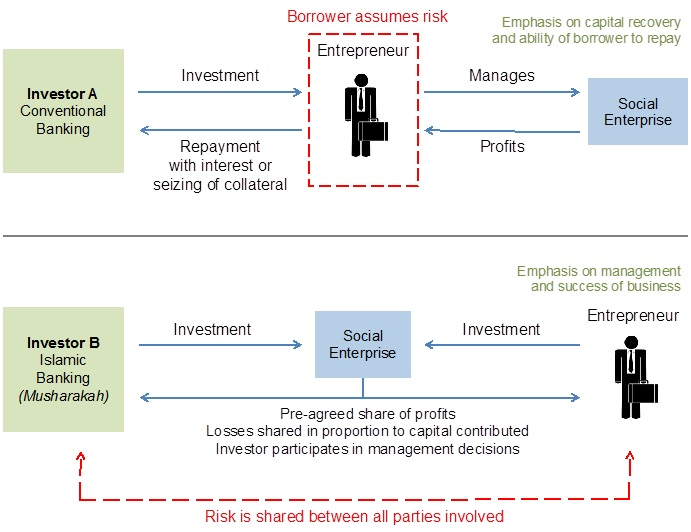 Borrower assumes risk
Emphasis on capital recovery
and ability of borrower to repay
Entrepreneur
Investor A
Conventional
Banking
Investment
Manages
Social
Enterprise
Repayment
with interest or
seizing of collateral
Profits
Emphasis on management
and success of business
Entrepreneur
Investor B
Islamic
Banking
(Musharakah)
Investment
Social
Enterprise
Investment
Pre-agreed share of profits
Losses shared in proportion to capital contributed
Investor participates in management decisions
Risk is shared between all parties involved